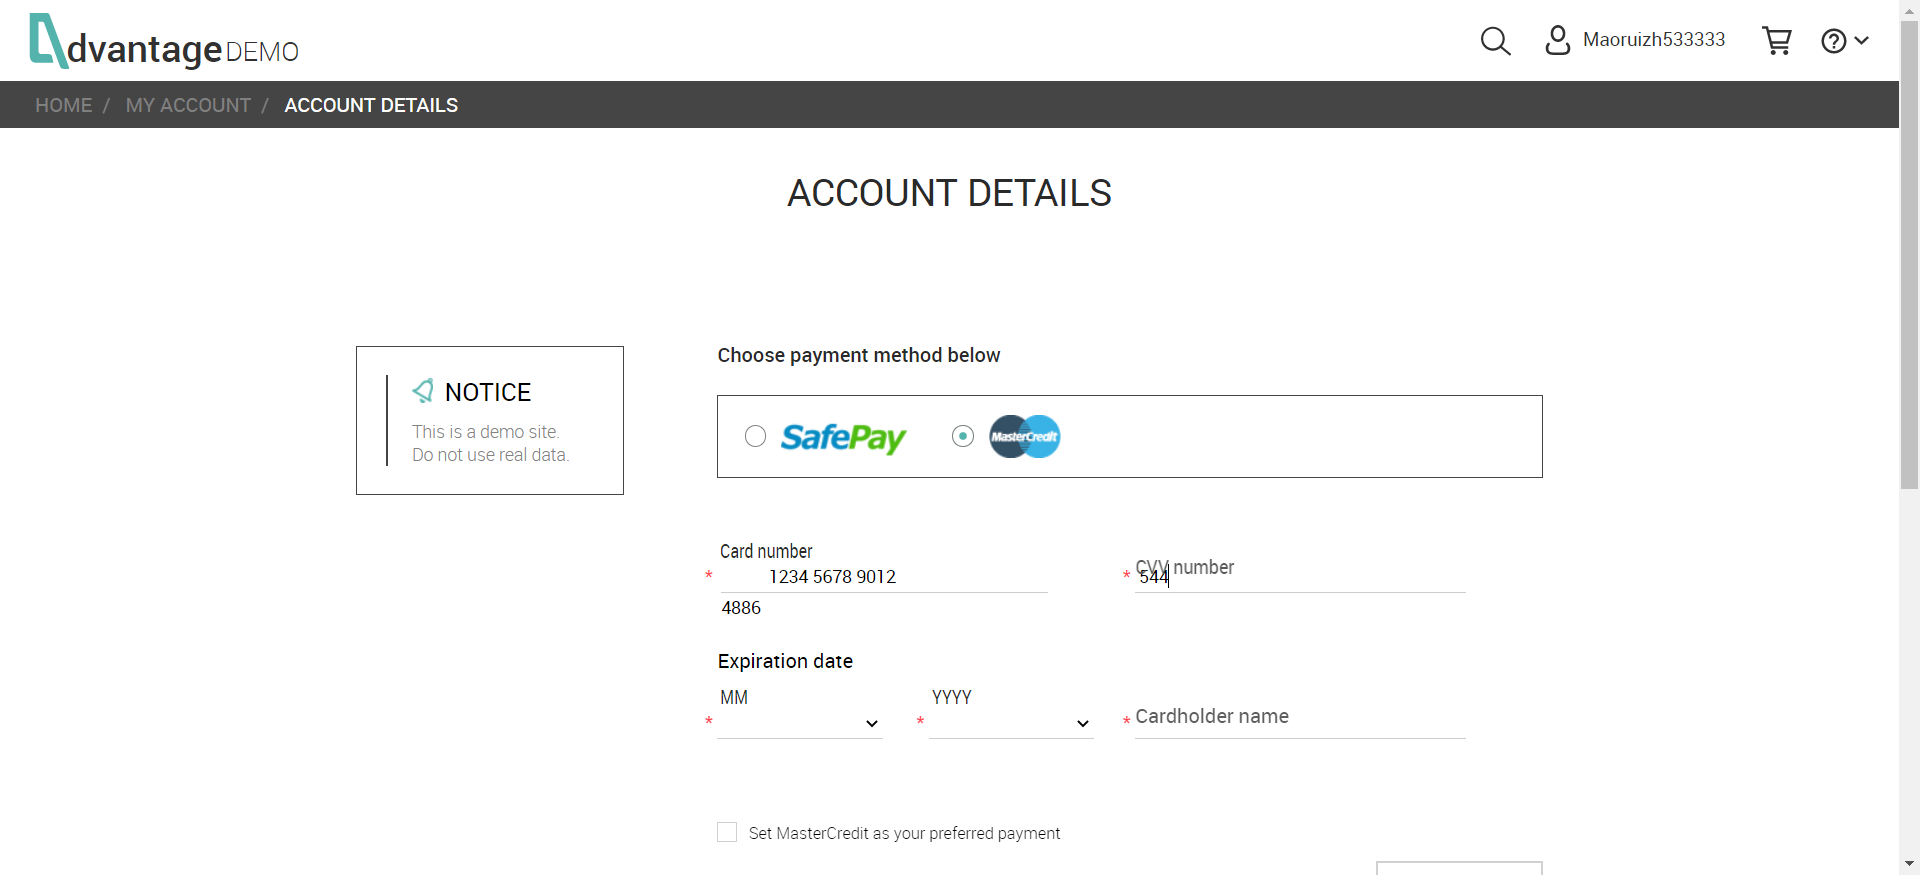 dvantage DEMO
Maoruizh533333
HOME / MY ACCOUNT / ACCOUNT DETAILS
ACCOUNT DETAILS
NOTICE
This is a demo site.
Do not use real data.
Choose payment method below
SafePay
MasterCredit
Card number
* 1234 5678 9012
4886
CVV number
* 544
Expiration date
MM
*
YYYY
*
* Cardholder name
Set MasterCredit as your preferred payment